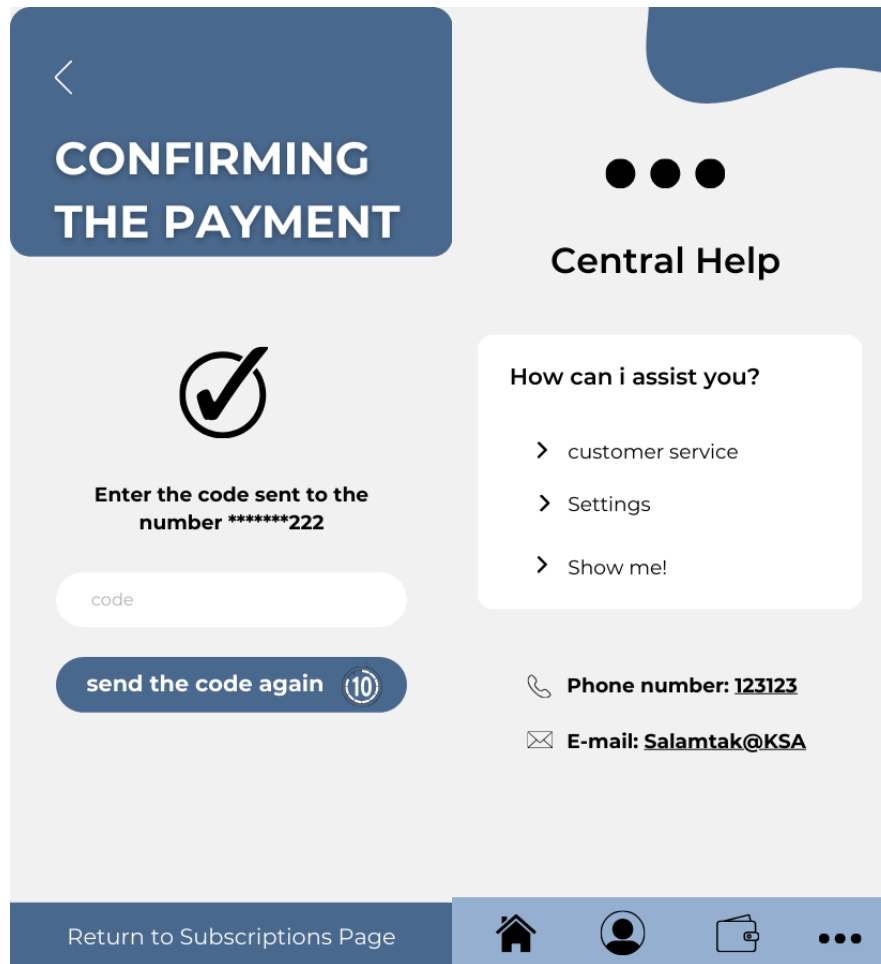 CONFIRMING
THE PAYMENT
Enter the code sent to the
number *******222
code
send the code again 10
Return to Subscriptions Page
Central Help
How can i assist you?
customer service
Settings
Show me!
Phone number: 123123
E-mail: Salamtak@KSA